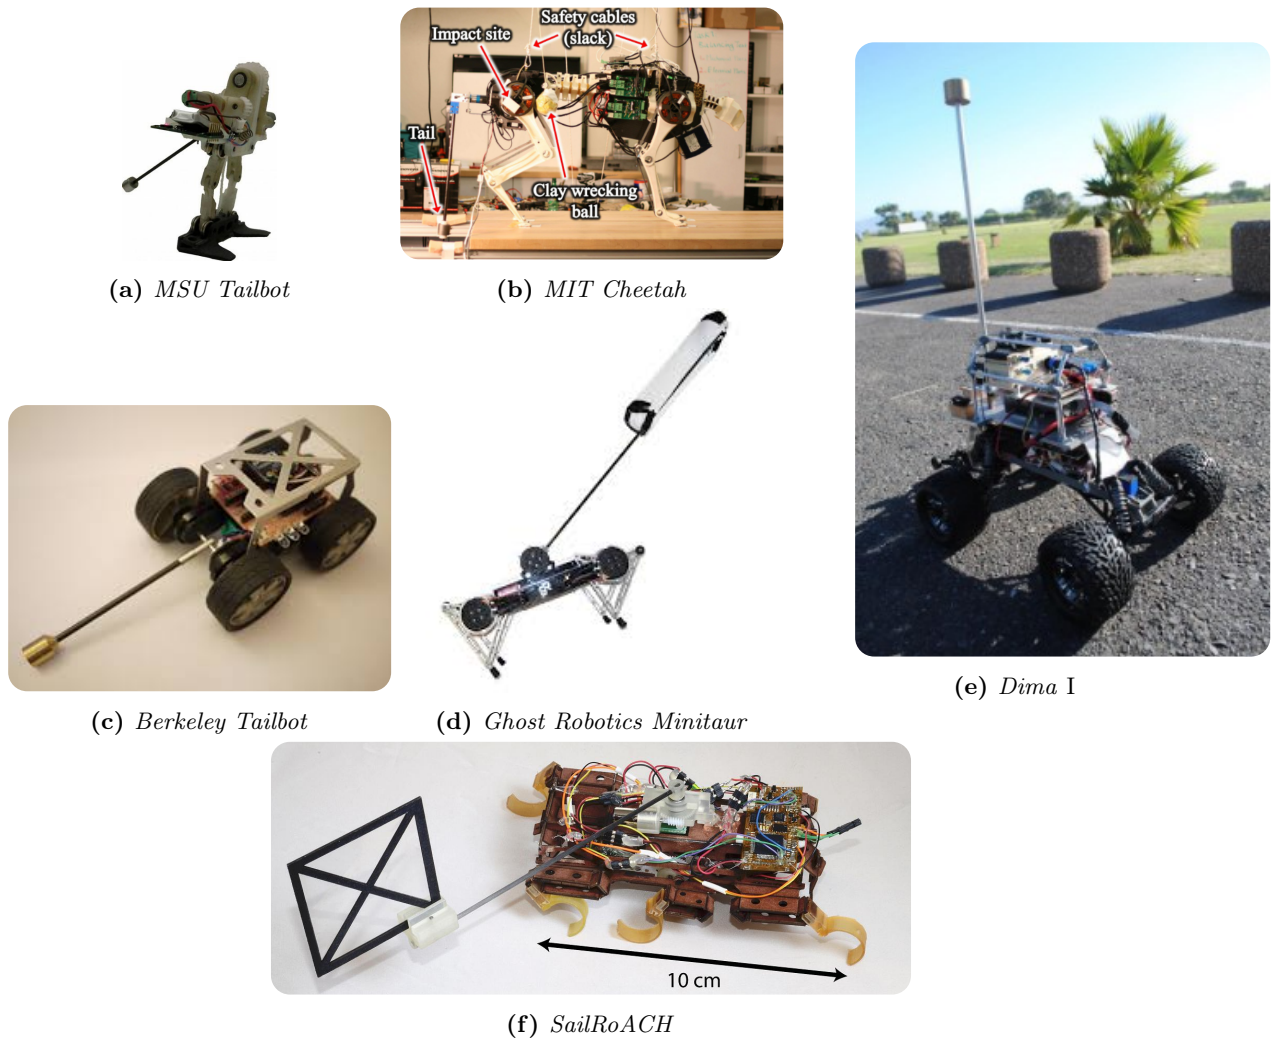 Impact site
Safety cables
(slack)
Tail
Clay wrecking
ball
(a) MSU Tailbot
(b) MIT Cheetah
(c) Berkeley Tailbot
(d) Ghost Robotics Minitaur
(e) Dima I
10 cm
(f) SailRoACH